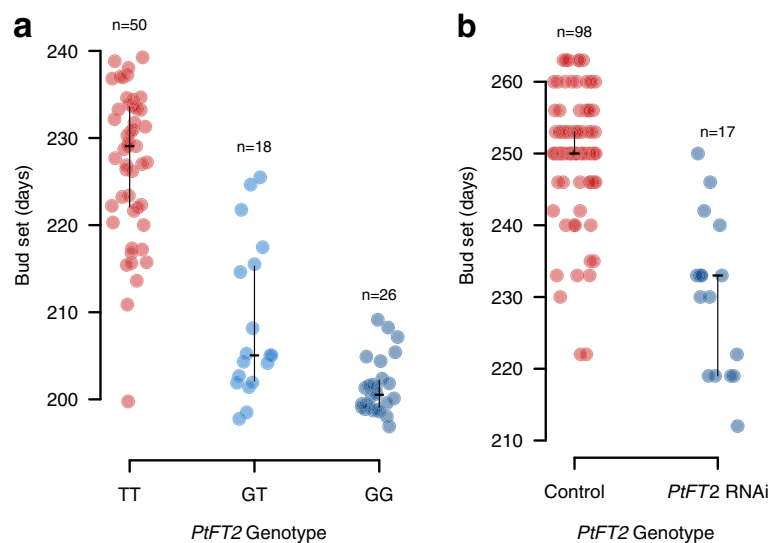 a
n=50
n=18
n=26
Bud set (days)
240
230
220
210
200
TT GT GG
PtFT2 Genotype
b
n=98
n=17
Bud set (days)
260
250
240
230
220
210
Control PtFT2 RNAi
PtFT2 Genotype